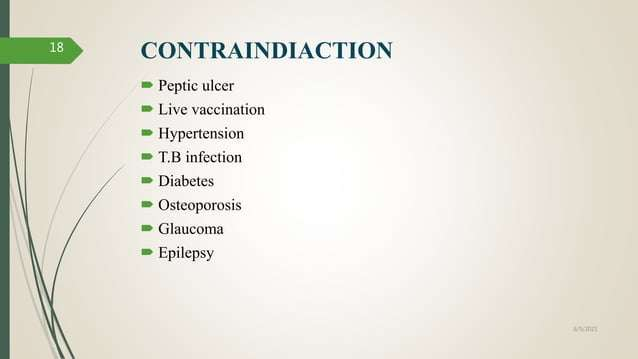 18
CONTRAINDIACTION
Peptic ulcer
Live vaccination
Hypertension
T.B infection
Diabetes
Osteoporosis
Glaucoma
Epilepsy